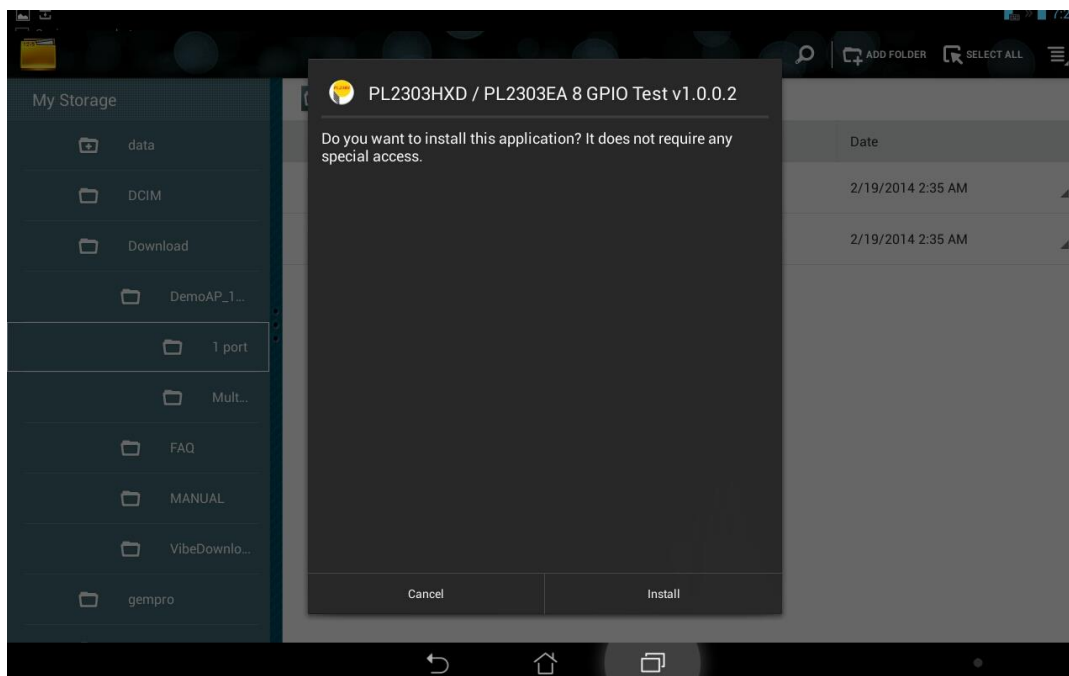 ADD FOLDER
SELECT ALL
My Storage
PL2303HXD / PL2303EA 8 GPIO Test v1.0.0.2
Do you want to install this application? It does not require any
special access.
data
Date
DCIM
2/19/2014 2:35 AM
Download
2/19/2014 2:35 AM
DemoAP_1...
1 port
Mult...
FAQ
MANUAL
VibeDownlo...
gempro
Cancel
Install